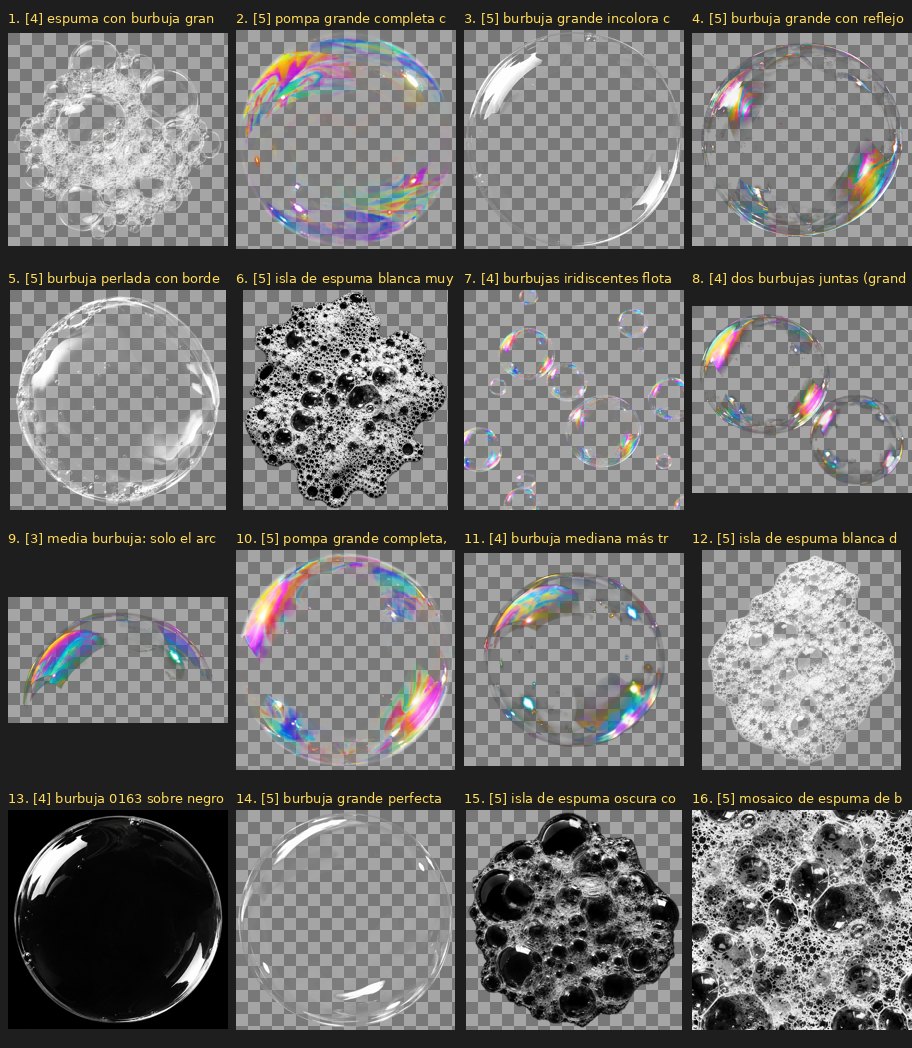 1. [4] espuma con burbuja gran
2. [5] pompa grande completa c
3. [5] burbuja grande incolora c
4. [5] burbuja grande con reflejo
5. [5] burbuja perlada con borde
6. [5] isla de espuma blanca muy
7. [4] burbujas iridiscentes flota
8. [4] dos burbujas juntas (grand
9. [3] media burbuja: solo el arc
10. [5] pompa grande completa,
11. [4] burbuja mediana más tr
12. [5] isla de espuma blanca d
13. [4] burbuja 0163 sobre negro
14. [5] burbuja grande perfecta
15. [5] isla de espuma oscura co
16. [5] mosaico de espuma de b